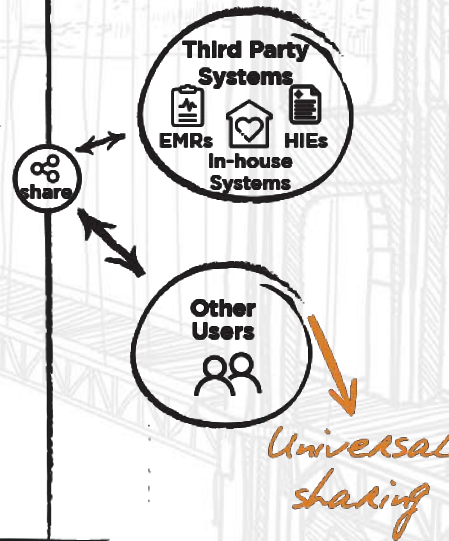 Third Party
Systems
EMRs
HIEs
In-house
Systems
share
Other
Users
Universal
sharing